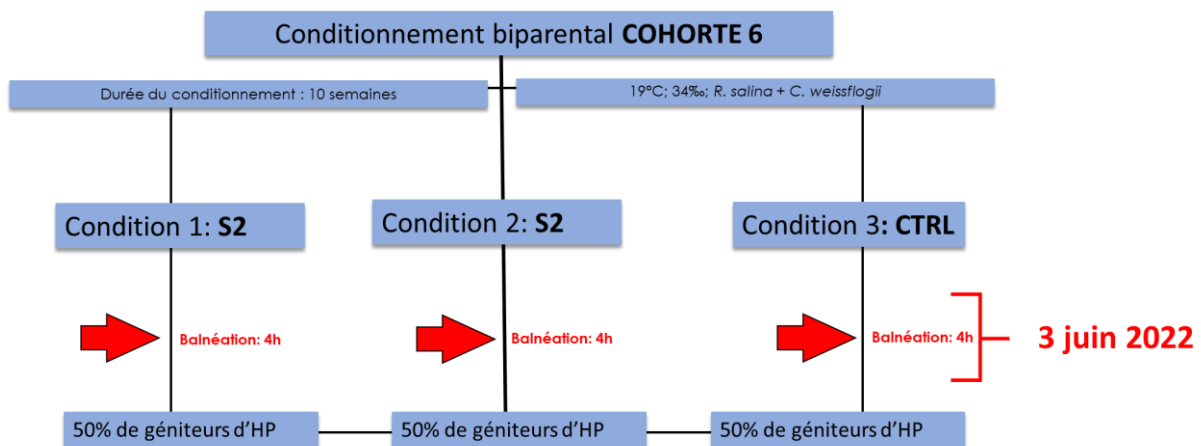 Conditionnement biparental COHORTE 6
Durée du conditionnement : 10 semaines
19°C; 34‰; R. salina + C. weissflogii
Condition 1: S2
Condition 2: S2
Condition 3: CTRL
Balnéation: 4h
Balnéation: 4h
Balnéation: 4h
3 juin 2022
50% de géniteurs d’HP
50% de géniteurs d’HP
50% de géniteurs d’HP